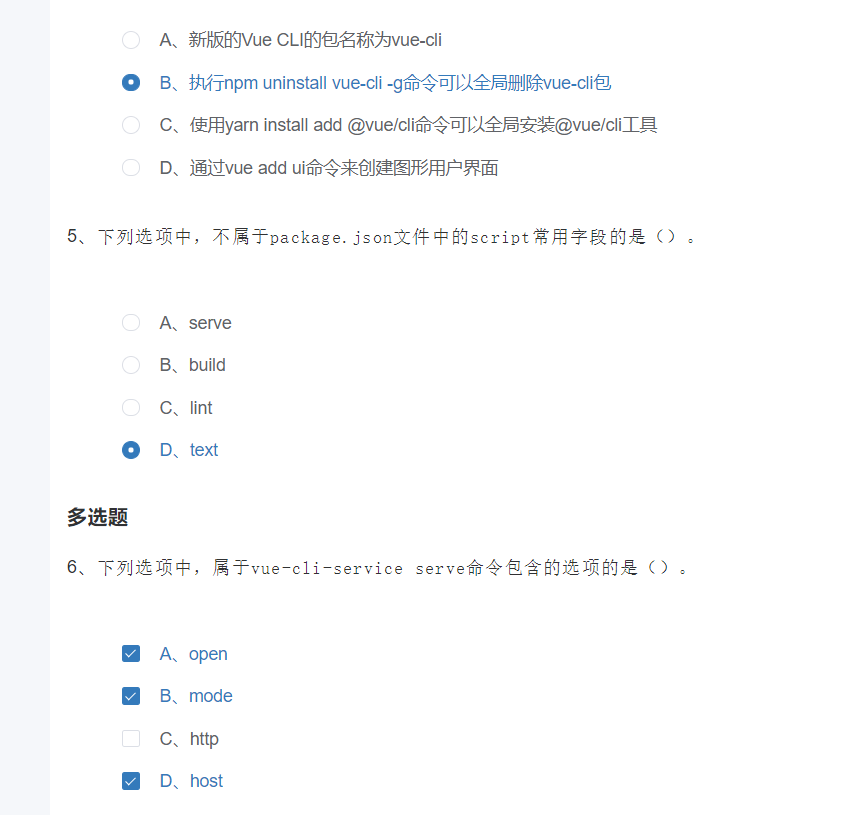 A、新版的Vue CLI的包名称为vue-cli
B、执行npm uninstall vue-cli -g命令可以全局删除vue-cli包
C、使用yarn install add @vue/cli命令可以全局安装@vue/cli工具
D、通过vue add ui命令来创建图形用户界面
5、下列选项中，不属于package.json文件中的script常用字段的是（）。
A、serve
B、build
C、lint
D、text
多选题
6、下列选项中，属于vue-cli-service serve命令包含的选项的是（）。
A、open
B、mode
C、http
D、host